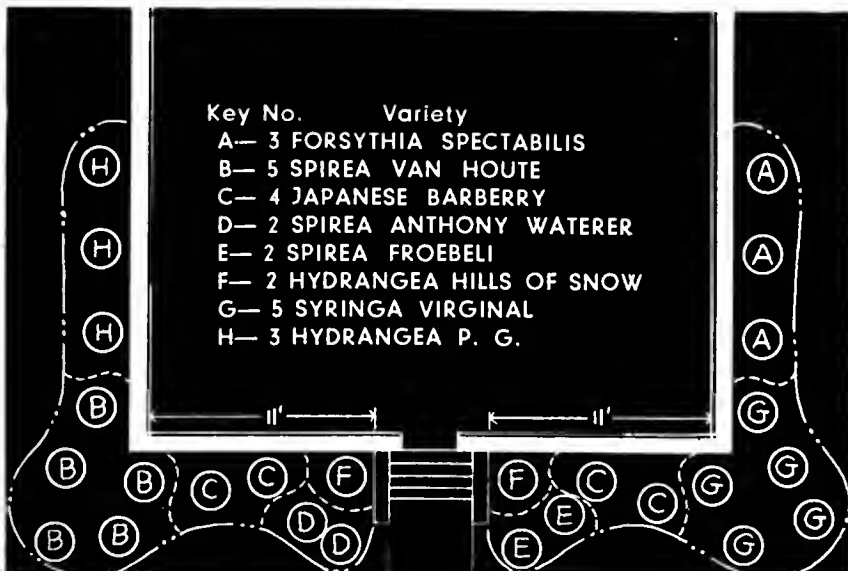 Key No. Variety
A— 3 FORSYTHIA SPECTABILIS
B— 5 SPIREA VAN HOUTE
C— 4 JAPANESE BARBERRY
D— 2 SPIREA ANTHONY WATERER
E— 2 SPIREA FROEBELI
F— 2 HYDRANGEA HILLS OF SNOW
G— 5 SYRINGA VIRGINAL
H— 3 HYDRANGEA P. G.
H A
H A
H A
11' 11'
B G
B B C C F F C C G G
B B D D E E G G